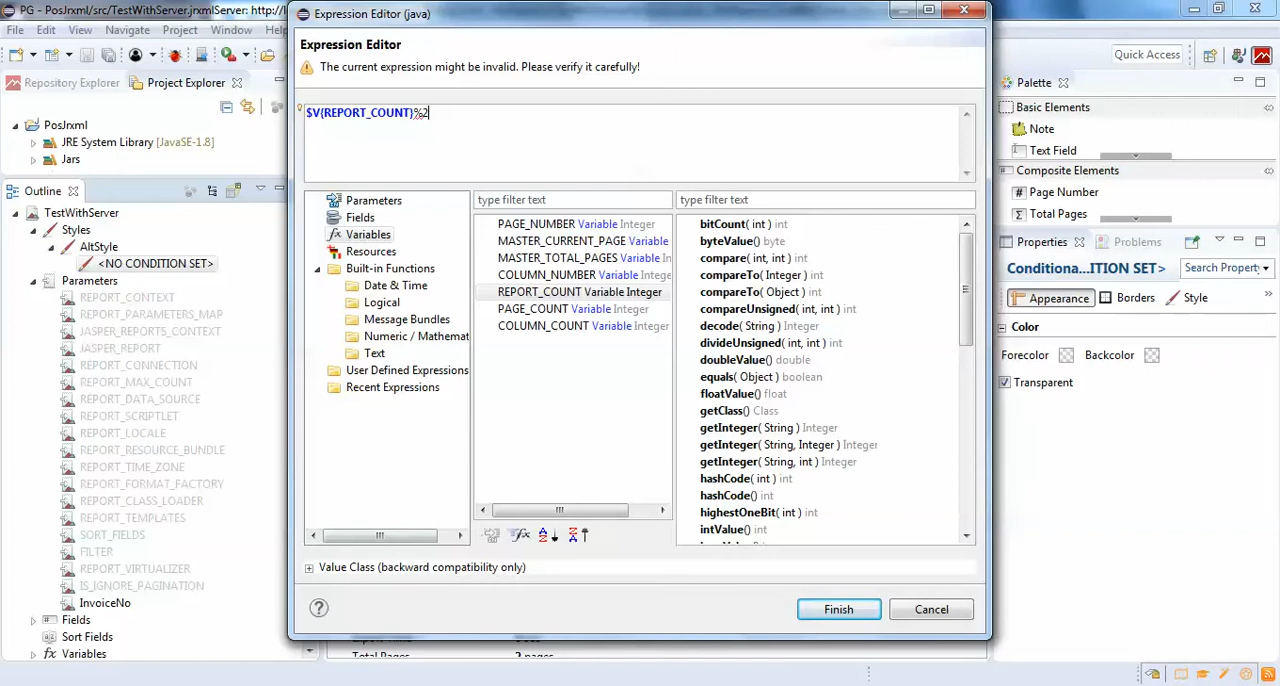 PG - PosJrxml/src/TestWithServer.jrxmlServer: http://
File Edit View Navigate Project Window Help
Quick Access
Repository Explorer Project Explorer
PosJrxml
JRE System Library [JavaSE-1.8]
Jars
Outline
TestWithServer
Styles
AltStyle
<NO CONDITION SET>
Parameters
REPORT_CONTEXT
REPORT_PARAMETERS_MAP
JASPER_REPORTS_CONTEXT
JASPER_REPORT
REPORT_CONNECTION
REPORT_MAX_COUNT
REPORT_DATA_SOURCE
REPORT_SCRIPTLET
REPORT_LOCALE
REPORT_RESOURCE_BUNDLE
REPORT_TIME_ZONE
REPORT_FORMAT_FACTORY
REPORT_CLASS_LOADER
REPORT_TEMPLATES
SORT_FIELDS
FILTER
REPORT_VIRTUALIZER
IS_IGNORE_PAGINATION
InvoiceNo
Fields
Sort Fields
Variables
Expression Editor (java)
Expression Editor
The current expression might be invalid. Please verify it carefully!
$V{REPORT_COUNT}%2
Parameters
Fields
Variables
Resources
Built-in Functions
Date & Time
Logical
Message Bundles
Numeric / Mathemat
Text
User Defined Expressions
Recent Expressions
type filter text
PAGE_NUMBER Variable Integer
MASTER_CURRENT_PAGE Variable
MASTER_TOTAL_PAGES Variable In
COLUMN_NUMBER Variable Intege
REPORT_COUNT Variable Integer
PAGE_COUNT Variable Integer
COLUMN_COUNT Variable Integer
type filter text
bitCount( int ) int
byteValue() byte
compare( int, int ) int
compareTo( Integer ) int
compareTo( Object ) int
compareUnsigned( int, int ) int
decode( String ) Integer
divideUnsigned( int, int ) int
doubleValue() double
equals( Object ) boolean
floatValue() float
getClass() Class
getInteger( String ) Integer
getInteger( String, Integer ) Integer
getInteger( String, int ) Integer
hashCode( int ) int
hashCode() int
highestOneBit( int ) int
intValue() int
Value Class (backward compatibility only)
Finish
Cancel
Total Pages 2 pages
Palette
Basic Elements
Note
Text Field
Composite Elements
Page Number
Total Pages
Properties Problems
Conditiona...ITION SET>
Search Property
Appearance Borders Style
Color
Forecolor Backcolor
Transparent